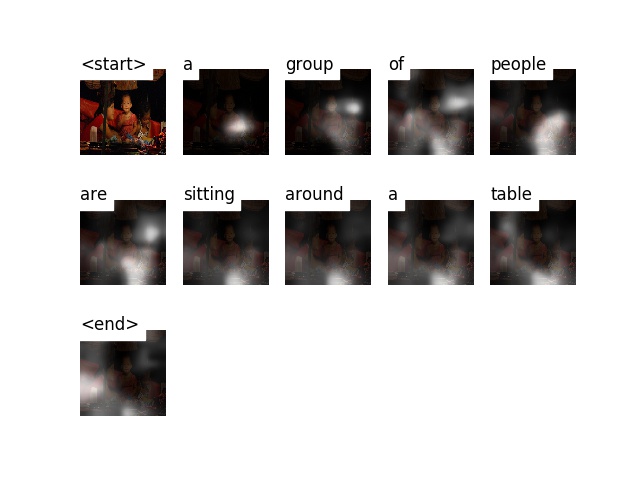 <start> a group of people
are sitting around a table
<end>